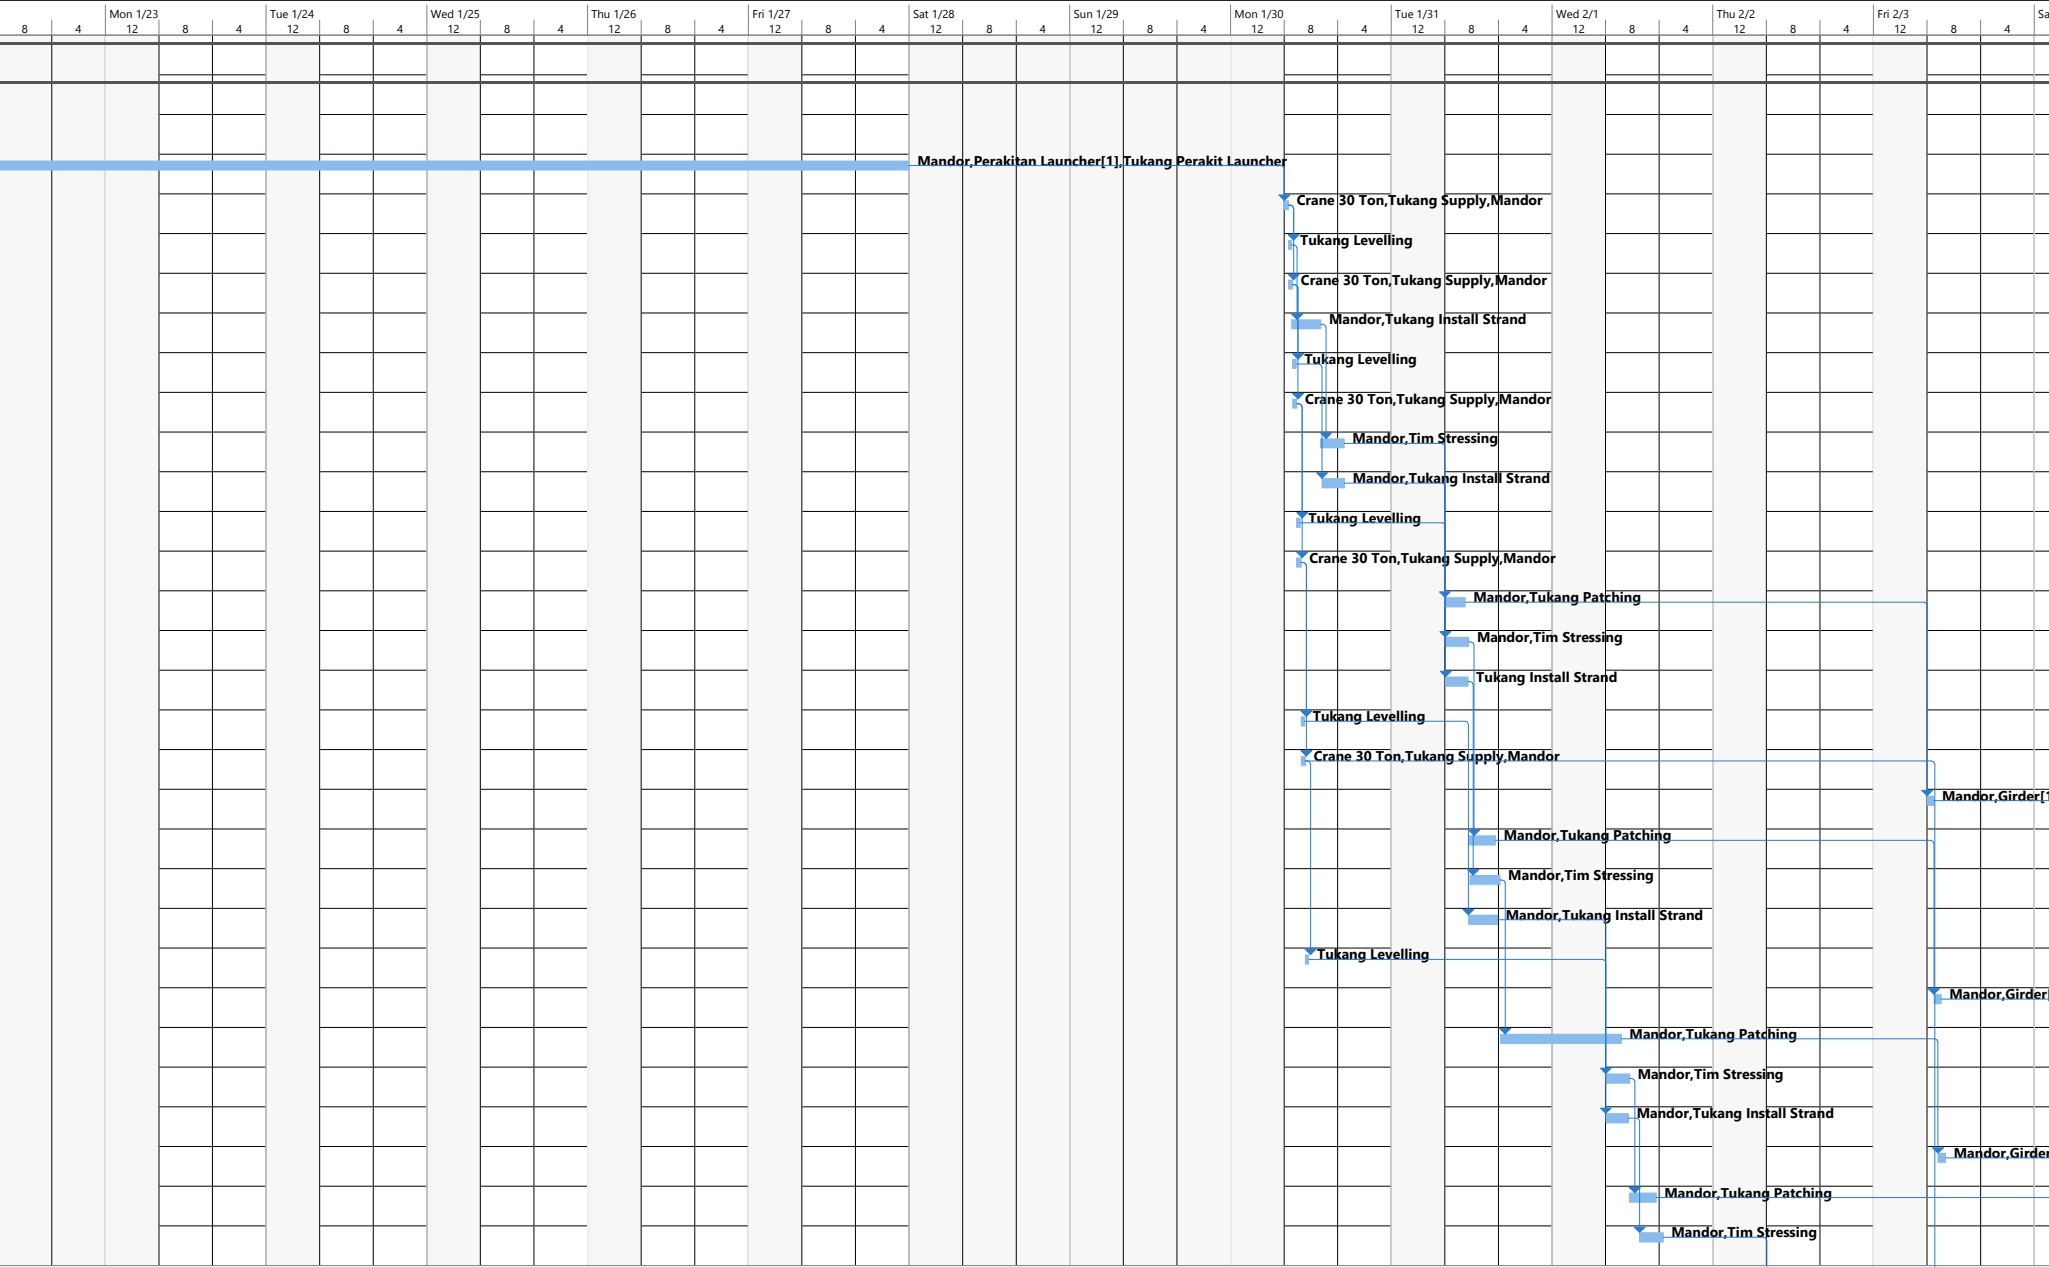 Mon 1/23 Tue 1/24 Wed 1/25 Thu 1/26 Fri 1/27 Sat 1/28 Sun 1/29 Mon 1/30 Tue 1/31 Wed 2/1 Thu 2/2 Fri 2/3 Sa
8 4 12 8 4 12 8 4 12 8 4 12 8 4 12 8 4 12 8 4 12 8 4 12 8 4 12 8 4 12 8 4 12 8 4 12 8 4
Mandor,Perakitan Launcher[1],Tukang Perakit Launcher
Crane 30 Ton,Tukang Supply,Mandor
Tukang Levelling
Crane 30 Ton,Tukang Supply,Mandor
Mandor,Tukang Install Strand
Tukang Levelling
Crane 30 Ton,Tukang Supply,Mandor
Mandor,Tim Stressing
Mandor,Tukang Install Strand
Tukang Levelling
Crane 30 Ton,Tukang Supply,Mandor
Mandor,Tukang Patching
Mandor,Tim Stressing
Tukang Install Strand
Tukang Levelling
Crane 30 Ton,Tukang Supply,Mandor
Mandor,Girder[1
Mandor,Tukang Patching
Mandor,Tim Stressing
Mandor,Tukang Install Strand
Tukang Levelling
Mandor,Girder[
Mandor,Tukang Patching
Mandor,Tim Stressing
Mandor,Tukang Install Strand
Mandor,Girder
Mandor,Tukang Patching
Mandor,Tim Stressing